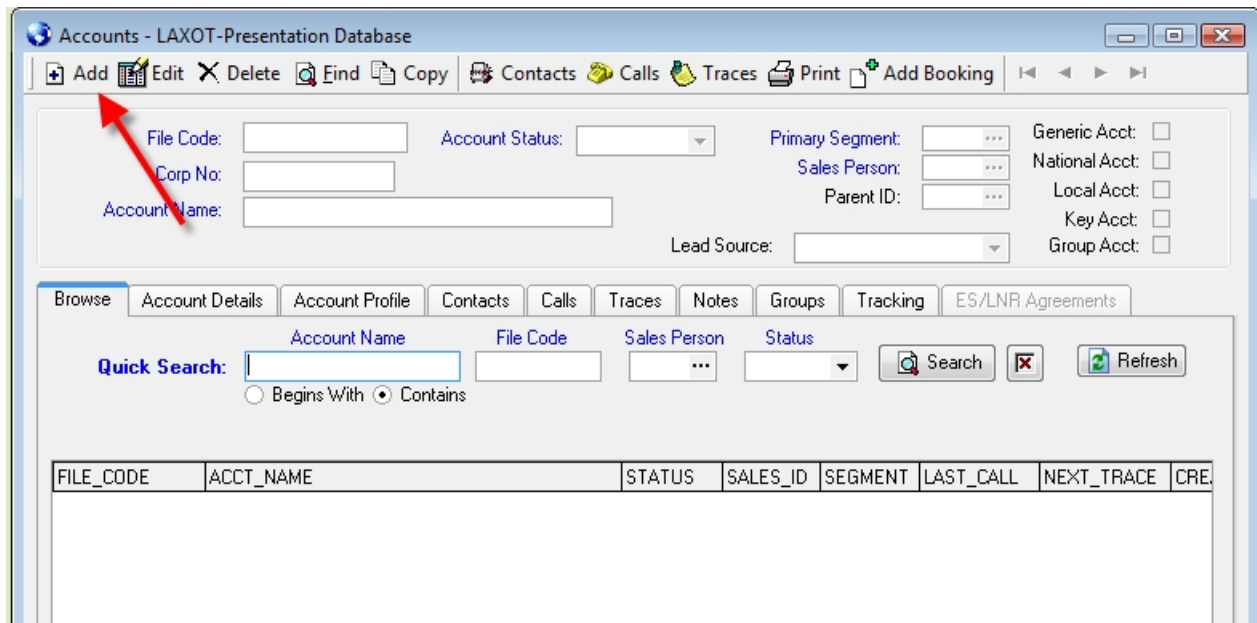 Accounts - LAXOT-Presentation Database
Add Edit Delete Find Copy Contacts Calls Traces Print Add Booking
File Code: Account Status: Primary Segment: Generic Acct:
Corp No: Sales Person: National Acct:
Account Name: Parent ID: Local Acct:
Key Acct:
Lead Source: Group Acct:
Browse Account Details Account Profile Contacts Calls Traces Notes Groups Tracking ES/LNR Agreements
Account Name File Code Sales Person Status
Quick Search: Search Refresh
Begins With Contains
FILE_CODE ACCT_NAME STATUS SALES_ID SEGMENT LAST_CALL NEXT_TRACE CRE